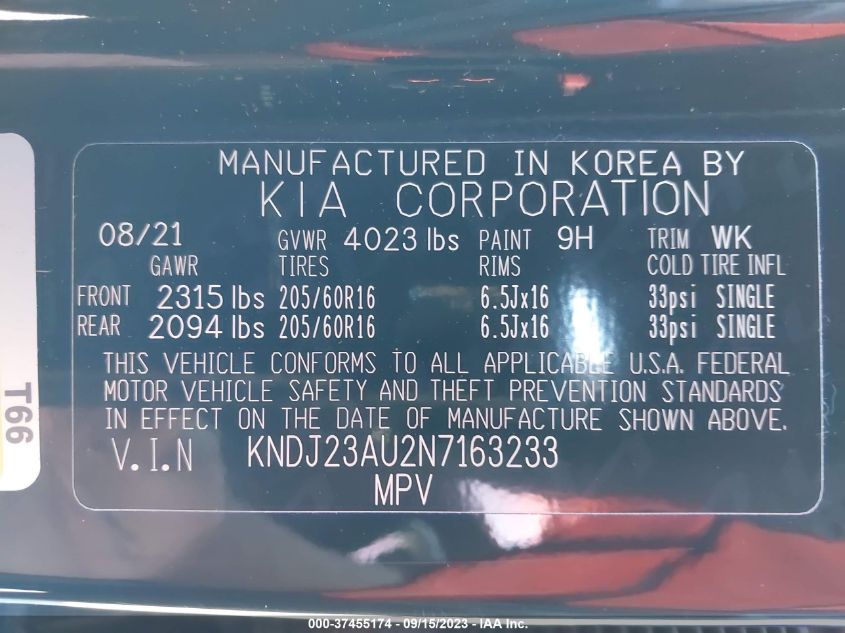 MANUFACTURED IN KOREA BY
KIA CORPORATION
08/21 GVWR 4023 lbs PAINT 9H TRIM WK
GAWR TIRES RIMS COLD TIRE INFL
FRONT 2315 lbs 205/60R16 6.5Jx16 33psi SINGLE
REAR 2094 lbs 205/60R16 6.5Jx16 33psi SINGLE
THIS VEHICLE CONFORMS TO ALL APPLICABLE U.S.A. FEDERAL
MOTOR VEHICLE SAFETY AND THEFT PREVENTION STANDARDS
IN EFFECT ON THE DATE OF MANUFACTURE SHOWN ABOVE.
V.I.N KNDJ23AU2N7163233
MPV
T66
000-37455174 - 09/15/2023 - IAA Inc.